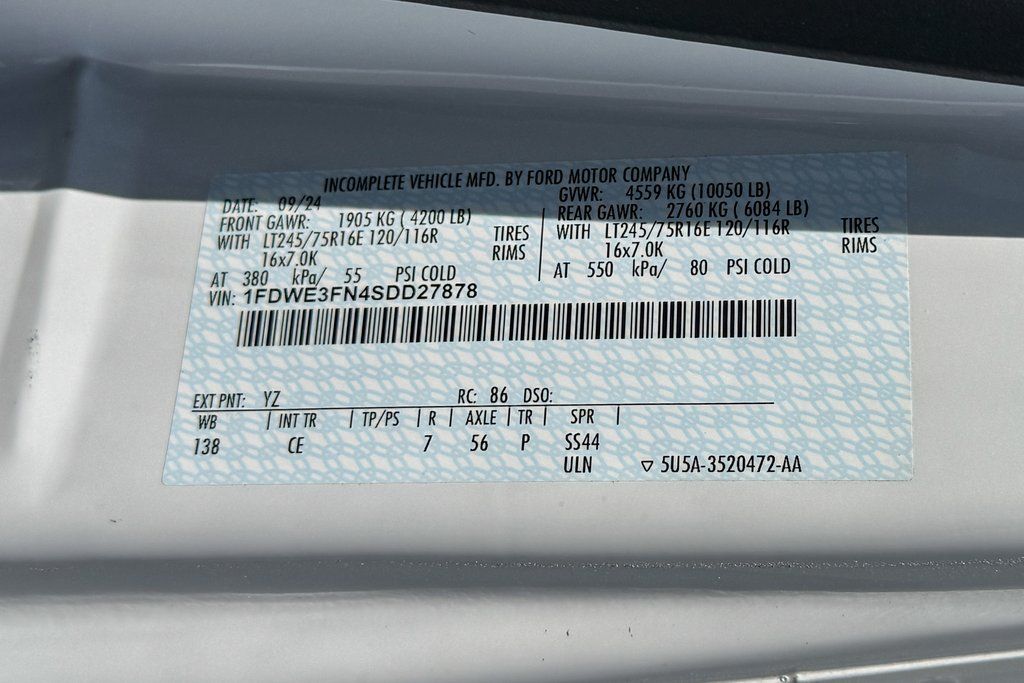 INCOMPLETE VEHICLE MFD. BY FORD MOTOR COMPANY
DATE: 09/24 GVWR: 4559 KG (10050 LB)
FRONT GAWR: 1905 KG ( 4200 LB) REAR GAWR: 2760 KG ( 6084 LB)
WITH LT245/75R16E 120/116R TIRES WITH LT245/75R16E 120/116R TIRES
16x7.0K RIMS 16x7.0K RIMS
AT 380 kPa/ 55 PSI COLD AT 550 kPa/ 80 PSI COLD
VIN: 1FDWE3FN4SDD27878
EXT PNT: YZ RC: 86 DSO:
WB | INT TR | TP/PS | R | AXLE | TR | SPR |
138 CE 7 56 P SS44
ULN ▽ 5U5A-3520472-AA